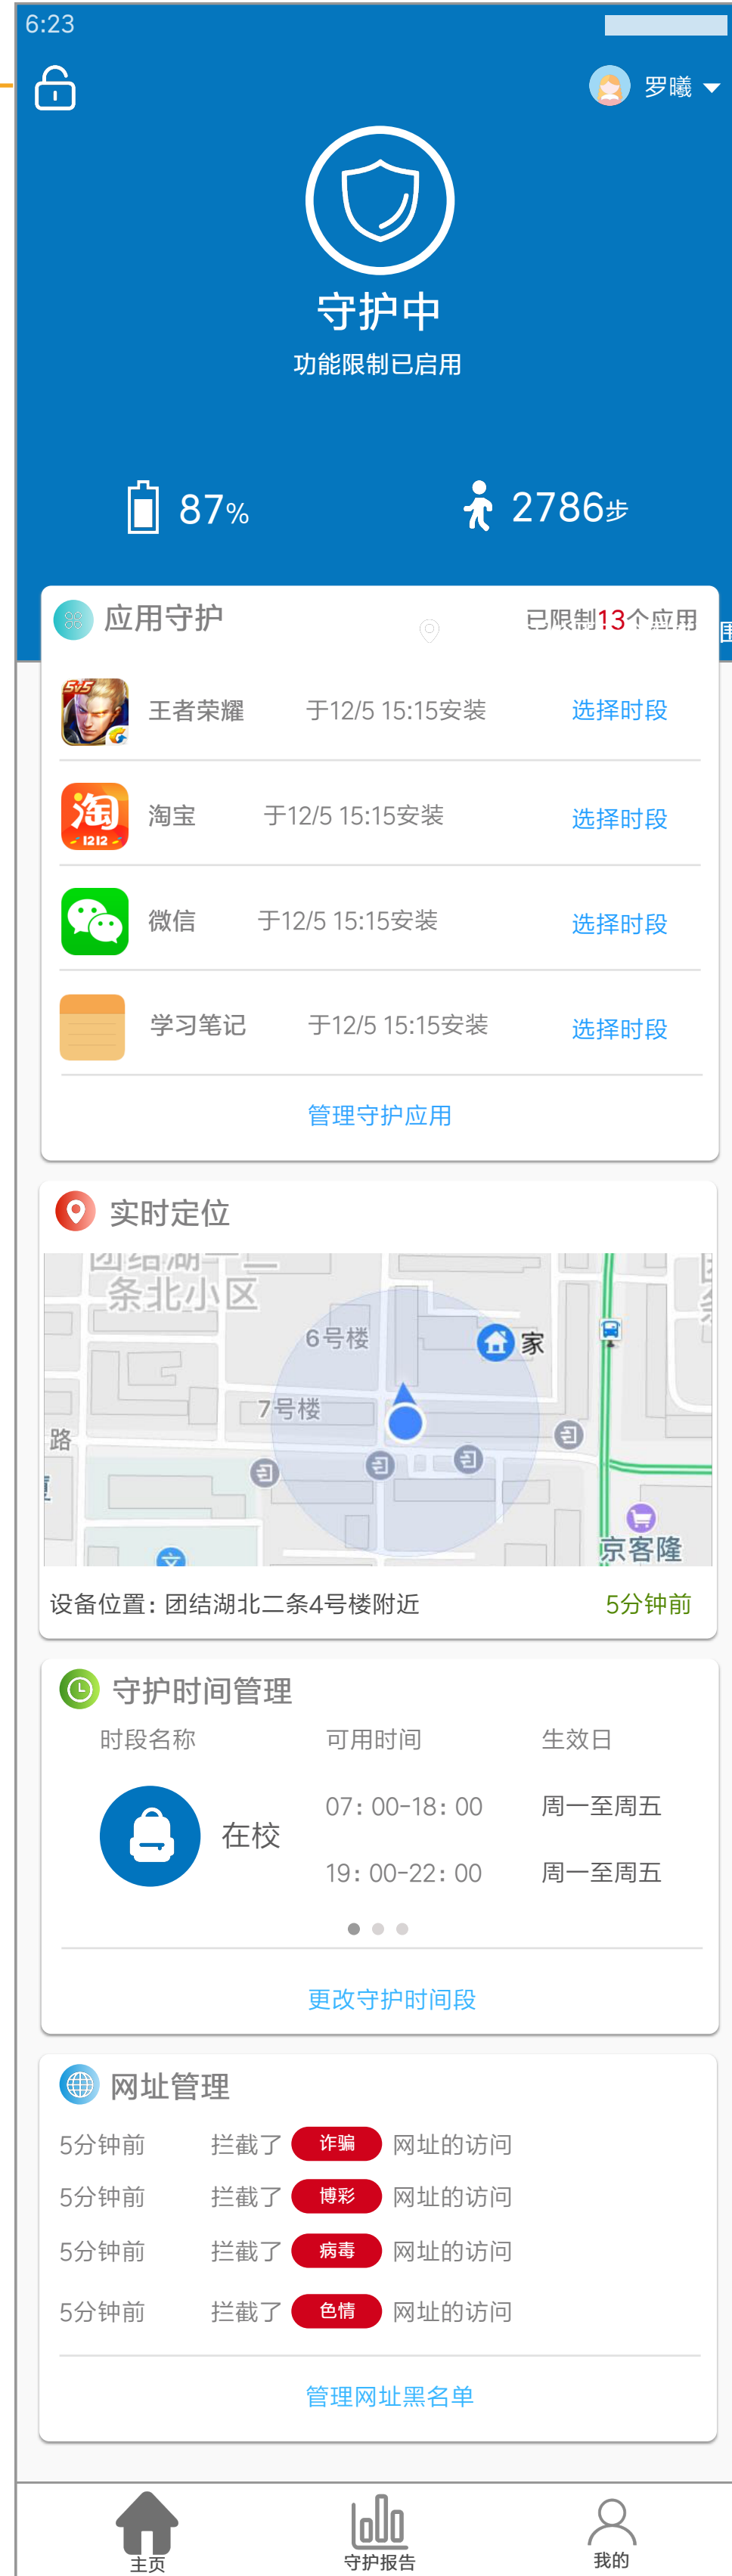 6:23
罗曦
守护中
功能限制已启用
87%
2786步
应用守护
已限制13个应用
围
5v5
王者荣耀 于12/5 15:15安装 选择时段
淘
1212
淘宝 于12/5 15:15安装 选择时段
微信 于12/5 15:15安装 选择时段
学习笔记 于12/5 15:15安装 选择时段
管理守护应用
实时定位
团结湖一二
条北小区
6号楼
家
7号楼
路
文
京客隆
设备位置：团结湖北二条4号楼附近 5分钟前
守护时间管理
时段名称 可用时间 生效日
07：00-18：00 周一至周五
在校
19：00-22：00 周一至周五
更改守护时间段
网址管理
5分钟前 拦截了 诈骗 网址的访问
5分钟前 拦截了 博彩 网址的访问
5分钟前 拦截了 病毒 网址的访问
5分钟前 拦截了 色情 网址的访问
管理网址黑名单
主页 守护报告 我的